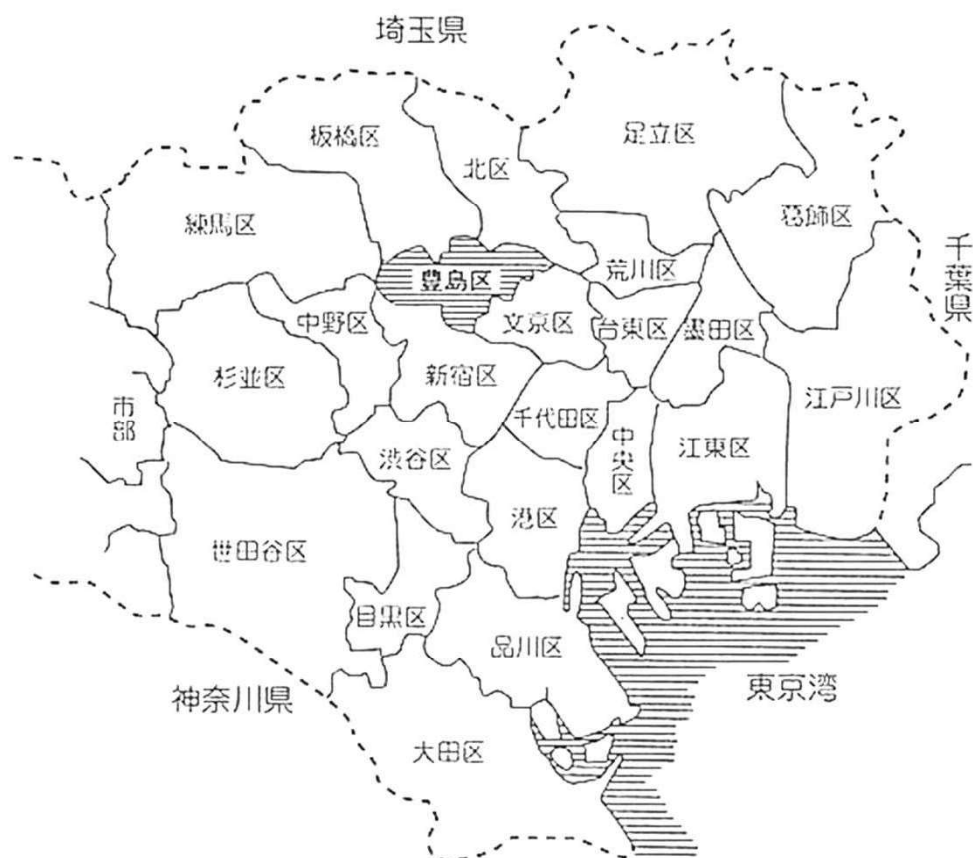 埼玉県
板橋区
北区
足立区
練馬区
葛飾区
豊島区
荒川区
千葉県
中野区
文京区
台東区
墨田区
杉並区
新宿区
千代田区
江戸川区
市部
渋谷区
中央区
江東区
港区
世田谷区
目黒区
品川区
神奈川県
東京湾
大田区